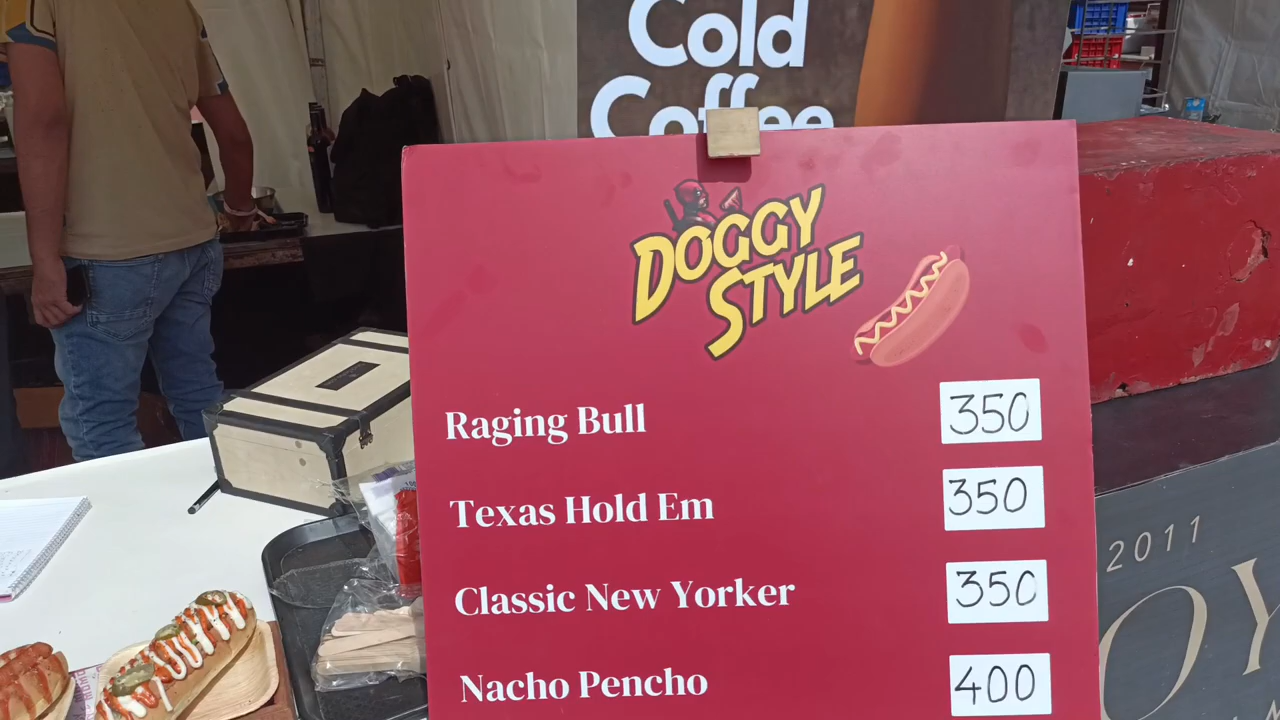 Cold
Coffee
DOGGY
STYLE
Raging Bull 350
Texas Hold Em 350
Classic New Yorker 350
Nacho Pencho 400
2011